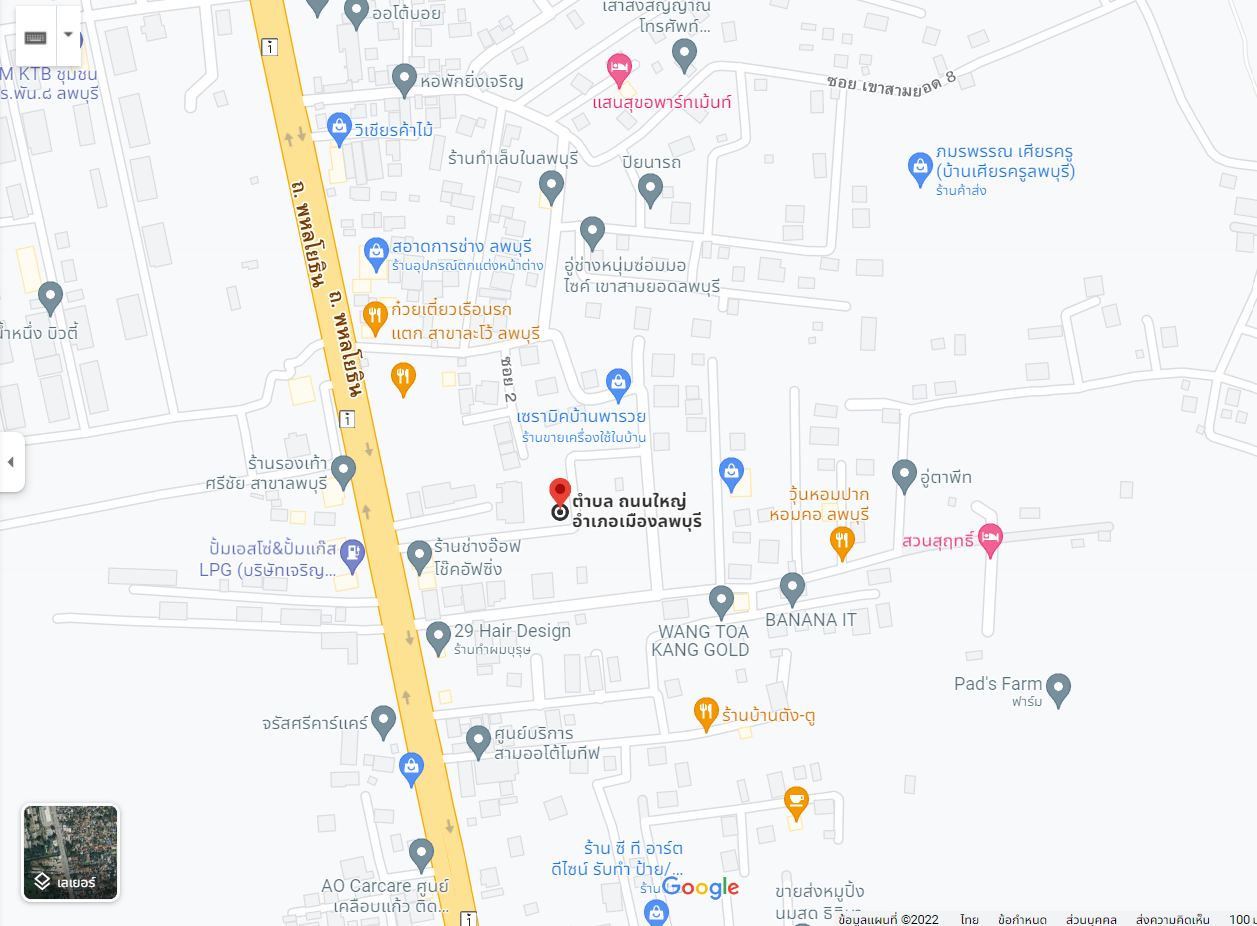 ออโต้บอย
เสาส่งสัญญาณ
โทรศัพท์...
1
M KTB ชุมชน
ร.พัน.๘ ลพบุรี
หอพักยิ่งเจริญ
แสนสุขอพาร์ทเม้นท์
ซอย เขาสามยอด 8
วิเชียรค้าไม้
ร้านทำเล็บในลพบุรี
ปิยนารถ
ภมรพรรณ เศียรครู
(บ้านเศียรครูลพบุรี)
ร้านค้าส่ง
ถ. พหลโยธิน
สอาดการช่าง ลพบุรี
ร้านอุปกรณ์ตกแต่งหน้าต่าง
อู่ช่างหนุ่มซ่อมมอ
ไซค์ เขาสามยอดลพบุรี
ถ. พหลโยธิน
ก๋วยเตี๋ยวเรือนรก
แตก สาขาละโว้ ลพบุรี
น้ำหนึ่ง บิวตี้
ซอย 2
1
เซรามิคบ้านพารวย
ร้านขายเครื่องใช้ในบ้าน
ร้านรองเท้า
ศรีชัย สาขาลพบุรี
อู่ตาพีท
ตำบล ถนนใหญ่
อำเภอเมืองลพบุรี
วุ้นหอมปาก
หอมคอ ลพบุรี
สวนสุฤทธิ์
ปั้มเอสโซ่&ปั้มแก๊ส
LPG (บริษัทเจริญ...
ร้านช่างอ๊อฟ
โช๊คอัฟซิ่ง
29 Hair Design
ร้านทำผมบุรุษ
WANG TOA
KANG GOLD
BANANA IT
Pad's Farm
ฟาร์ม
จรัสศรีคาร์แคร์
ศูนย์บริการ
สามออโต้โมทีฟ
ร้านบ้านตัง-ตู
เลเยอร์
ร้าน ซี ที อาร์ต
ดีไซน์ รับทำ ป้าย/...
Google
AO Carcare ศูนย์
เคลือบแก้ว ติด...
ขายส่งหมูปิ้ง
1
ข้อมูลแผนที่ ©2022 ไทย ข้อกำหนด ส่วนบุคคล ส่งความคิดเห็น 100